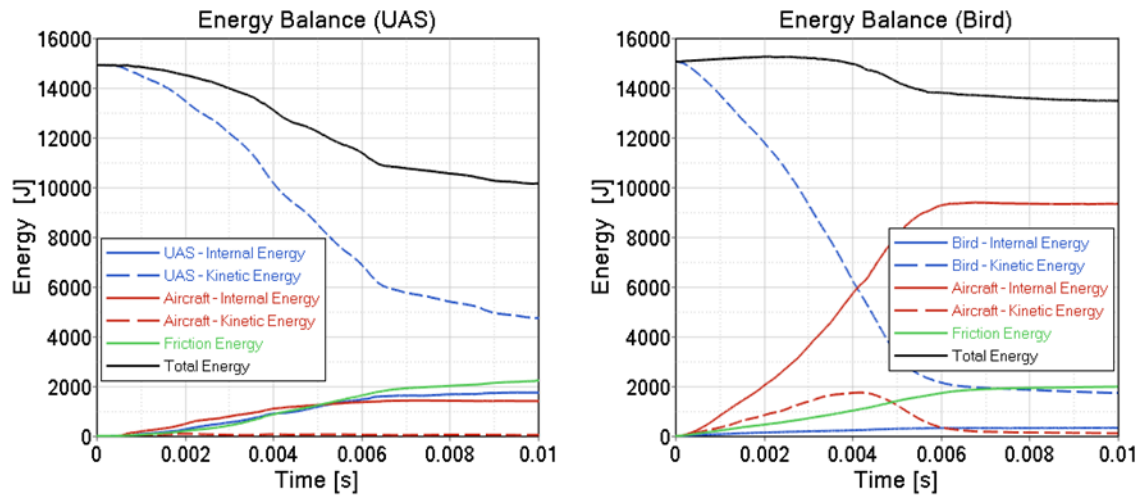 Energy Balance (UAS)
16000
14000
12000
10000
8000
6000
4000
2000
0
Energy [J]
UAS - Internal Energy
UAS - Kinetic Energy
Aircraft - Internal Energy
Aircraft - Kinetic Energy
Friction Energy
Total Energy
0 0.002 0.004 0.006 0.008 0.01
Time [s]
Energy Balance (Bird)
16000
14000
12000
10000
8000
6000
4000
2000
0
Energy [J]
Bird - Internal Energy
Bird - Kinetic Energy
Aircraft - Internal Energy
Aircraft - Kinetic Energy
Friction Energy
Total Energy
0 0.002 0.004 0.006 0.008 0.01
Time [s]